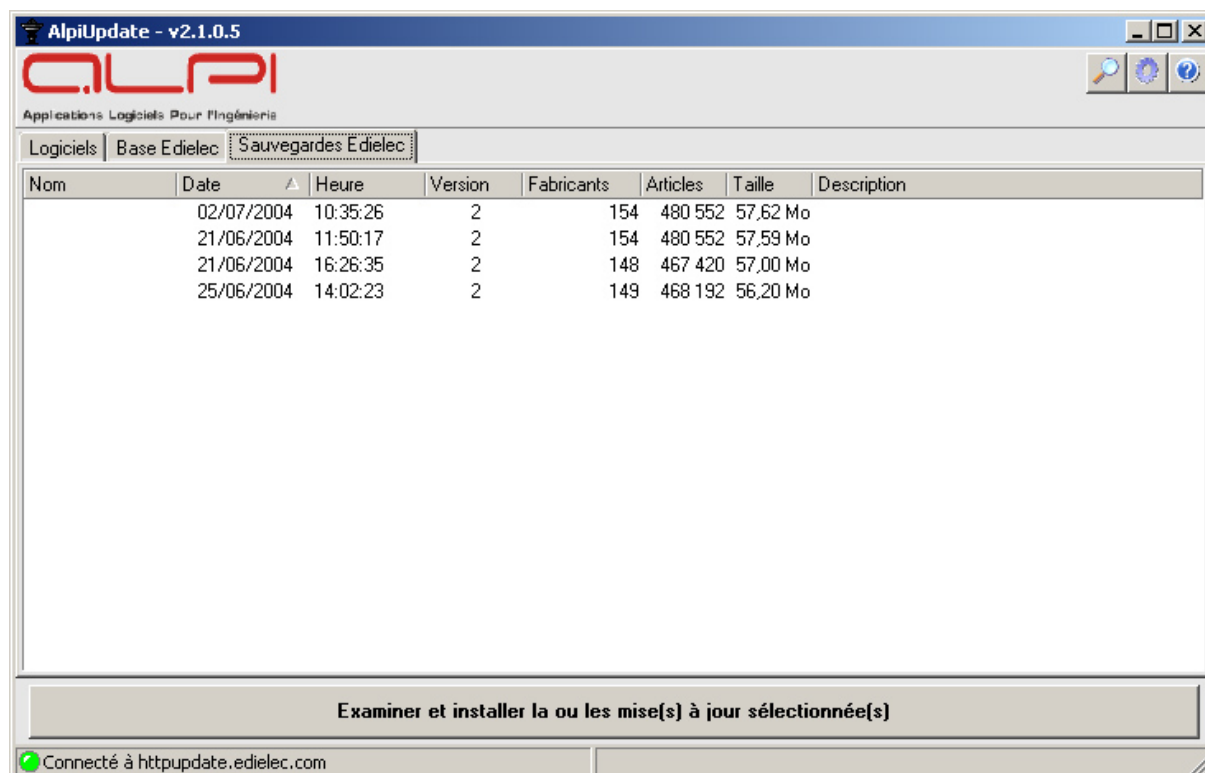 AlpiUpdate - v2.1.0.5
ALPI
Applications Logiciels Pour l'Ingénierie
Logiciels Base Edielec Sauvegardes Edielec
Nom Date Heure Version Fabricants Articles Taille Description
02/07/2004 10:35:26 2 154 480 552 57,62 Mo
21/06/2004 11:50:17 2 154 480 552 57,59 Mo
21/06/2004 16:26:35 2 148 467 420 57,00 Mo
25/06/2004 14:02:23 2 149 468 192 56,20 Mo
Examiner et installer la ou les mise(s) à jour sélectionnée(s)
Connecté à httpupdate.edielec.com